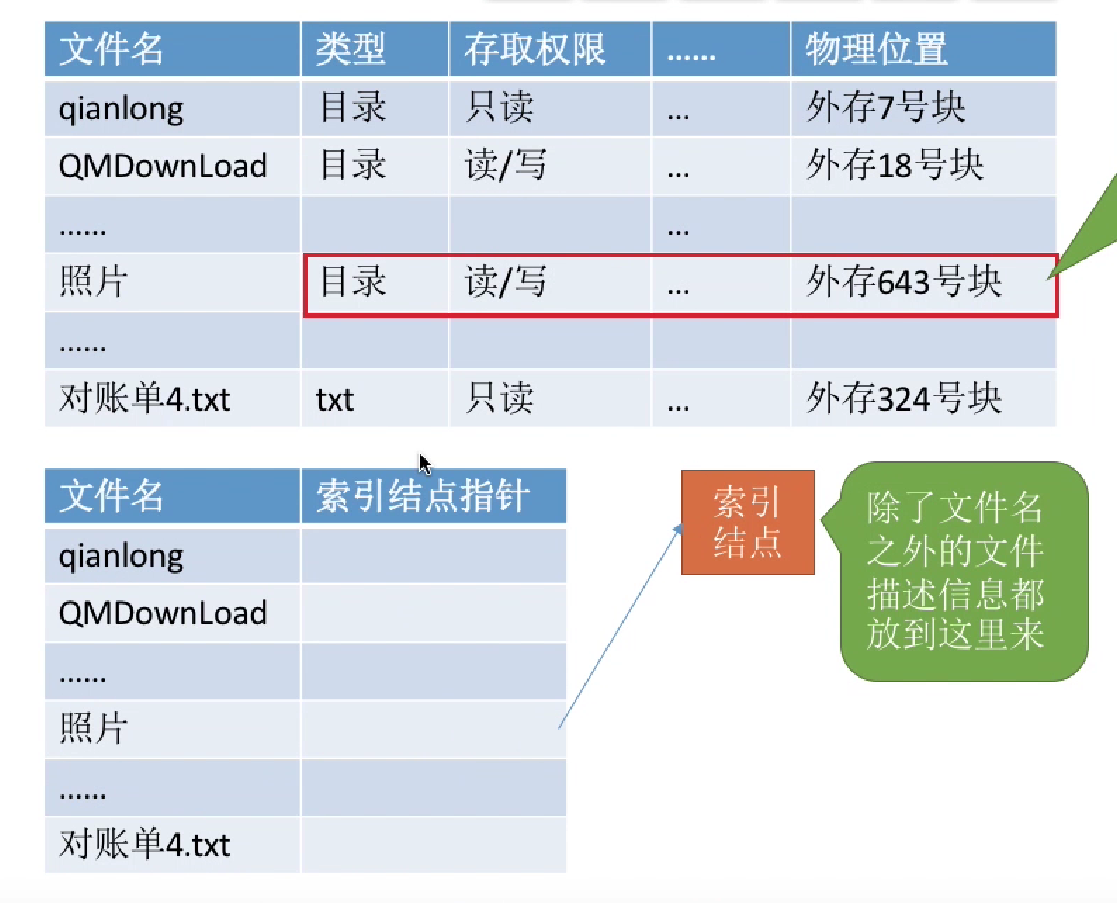 文件名 类型 存取权限 …… 物理位置
qianlong 目录 只读 … 外存7号块
QMDownLoad 目录 读/写 … 外存18号块
…… …
照片 目录 读/写 … 外存643号块
……
对账单4.txt txt 只读 … 外存324号块
文件名 索引结点指针
qianlong
QMDownLoad
……
照片
……
对账单4.txt
索引
结点
除了文件名
之外的文件
描述信息都
放到这里来